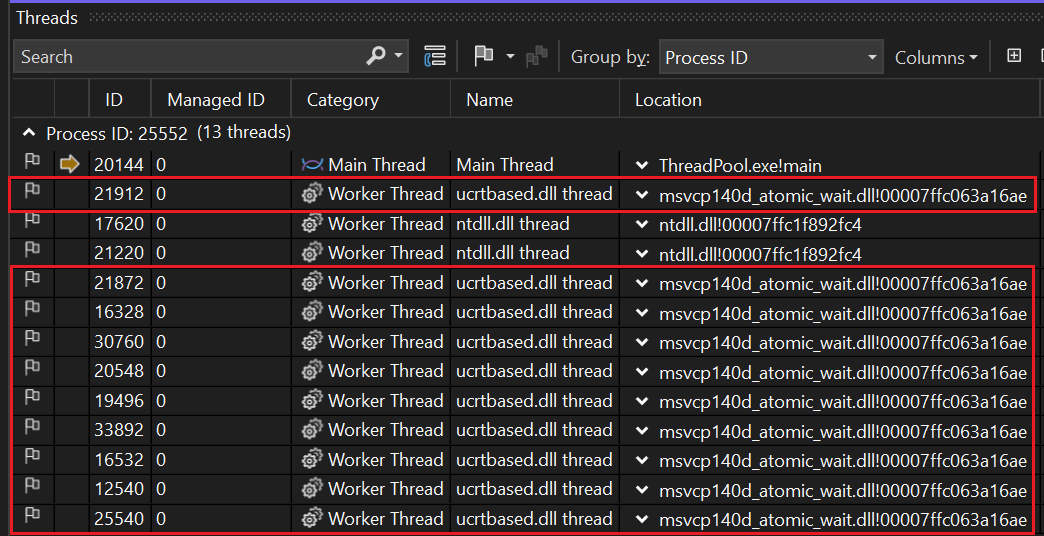 Threads
Search Group by: Process ID Columns
ID Managed ID Category Name Location
Process ID: 25552 (13 threads)
20144 0 Main Thread Main Thread ThreadPool.exe!main
21912 0 Worker Thread ucrtbased.dll thread msvcp140d_atomic_wait.dll!00007ffc063a16ae
17620 0 Worker Thread ntdll.dll thread ntdll.dll!00007ffc1f892fc4
21220 0 Worker Thread ntdll.dll thread ntdll.dll!00007ffc1f892fc4
21872 0 Worker Thread ucrtbased.dll thread msvcp140d_atomic_wait.dll!00007ffc063a16ae
16328 0 Worker Thread ucrtbased.dll thread msvcp140d_atomic_wait.dll!00007ffc063a16ae
30760 0 Worker Thread ucrtbased.dll thread msvcp140d_atomic_wait.dll!00007ffc063a16ae
20548 0 Worker Thread ucrtbased.dll thread msvcp140d_atomic_wait.dll!00007ffc063a16ae
19496 0 Worker Thread ucrtbased.dll thread msvcp140d_atomic_wait.dll!00007ffc063a16ae
33892 0 Worker Thread ucrtbased.dll thread msvcp140d_atomic_wait.dll!00007ffc063a16ae
16532 0 Worker Thread ucrtbased.dll thread msvcp140d_atomic_wait.dll!00007ffc063a16ae
12540 0 Worker Thread ucrtbased.dll thread msvcp140d_atomic_wait.dll!00007ffc063a16ae
25540 0 Worker Thread ucrtbased.dll thread msvcp140d_atomic_wait.dll!00007ffc063a16ae